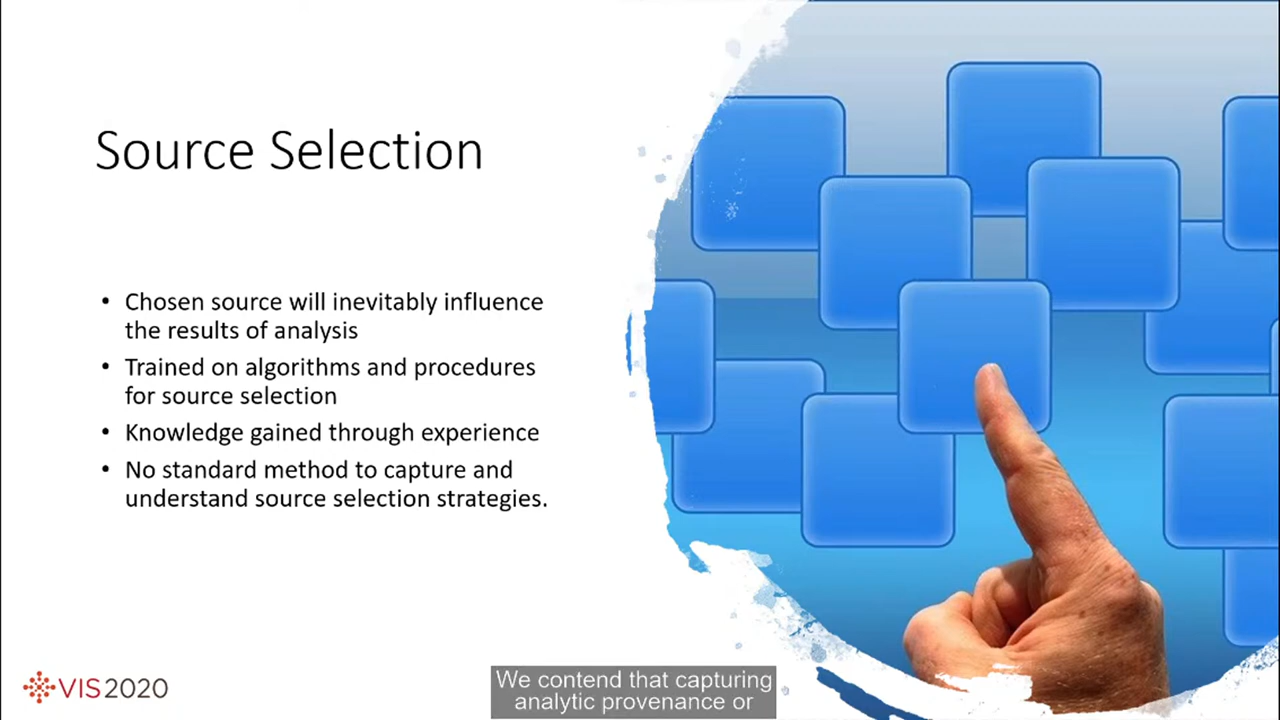 Source Selection
• Chosen source will inevitably influence
the results of analysis
• Trained on algorithms and procedures
for source selection
• Knowledge gained through experience
• No standard method to capture and
understand source selection strategies.
VIS2020
We contend that capturing
analytic provenance or